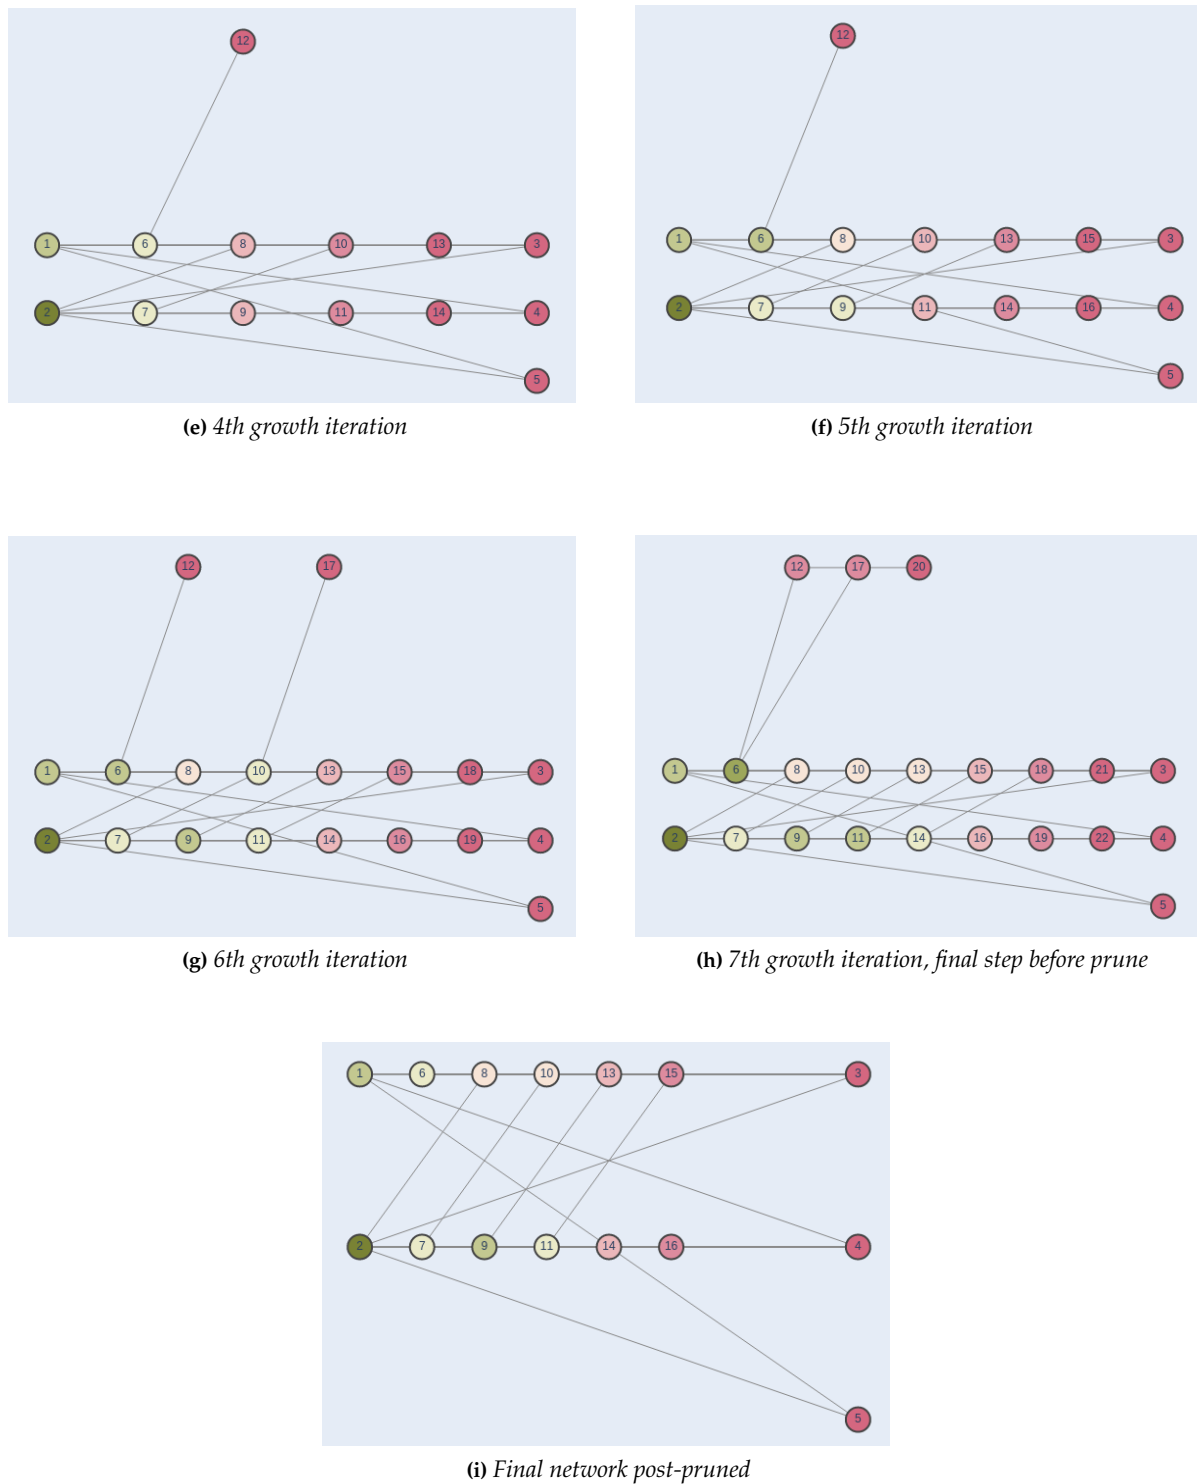 12
1 6 8 10 13 3
2 7 9 11 14 4
5
(e) 4th growth iteration
12
1 6 8 10 13 15 3
2 7 9 11 14 16 4
5
(f) 5th growth iteration
12 17
1 6 8 10 13 15 18 3
2 7 9 11 14 16 19 4
5
(g) 6th growth iteration
12 17 20
1 6 8 10 13 15 18 21 3
2 7 9 11 14 16 19 22 4
5
(h) 7th growth iteration, final step before prune
1 6 8 10 13 15 3
2 7 9 11 14 16 4
5
(i) Final network post-pruned